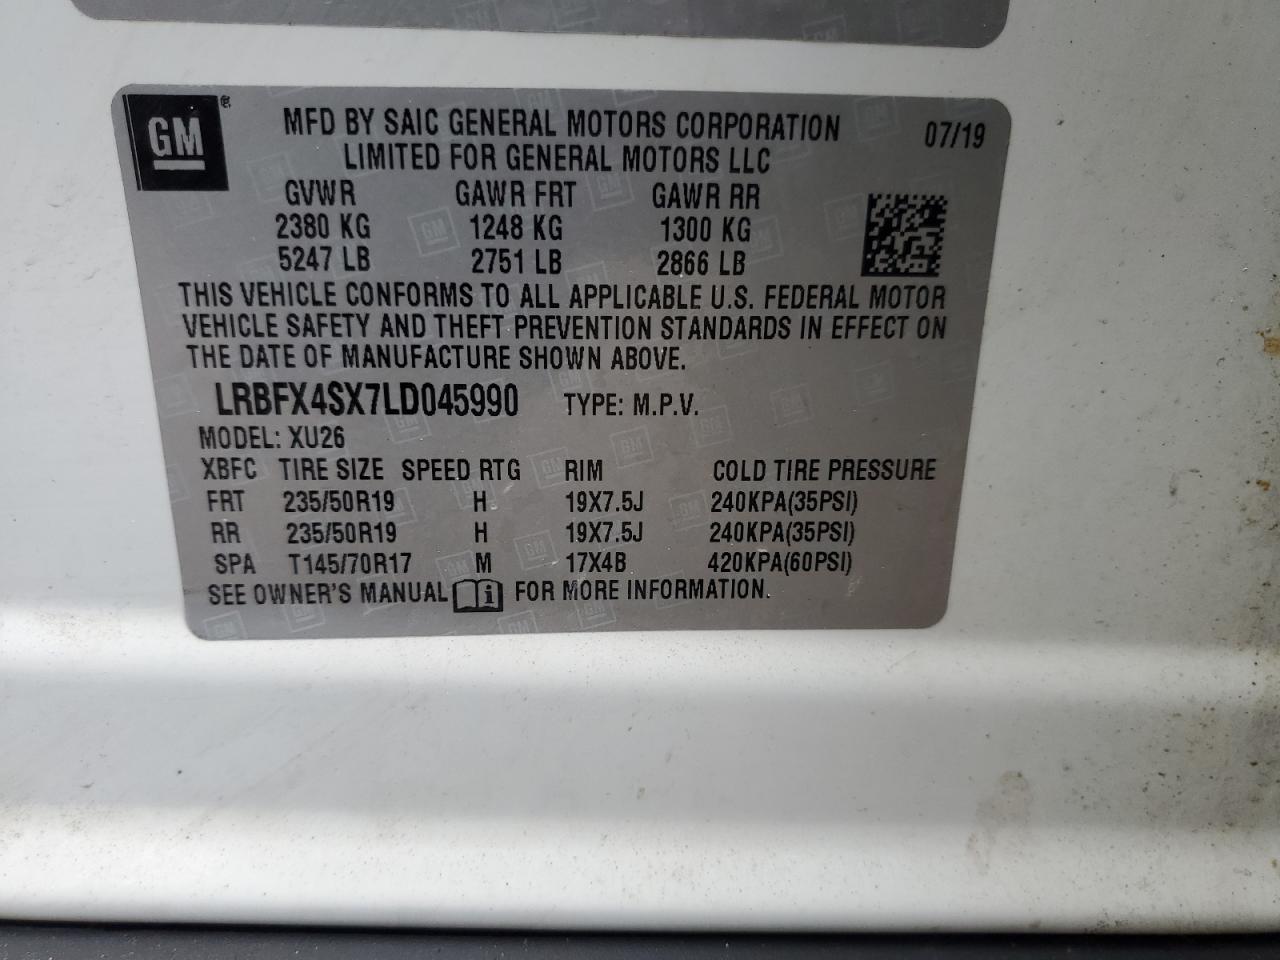 GM®
MFD BY SAIC GENERAL MOTORS CORPORATION 07/19
LIMITED FOR GENERAL MOTORS LLC
GVWR GAWR FRT GAWR RR
2380 KG 1248 KG 1300 KG
5247 LB 2751 LB 2866 LB
THIS VEHICLE CONFORMS TO ALL APPLICABLE U.S. FEDERAL MOTOR
VEHICLE SAFETY AND THEFT PREVENTION STANDARDS IN EFFECT ON
THE DATE OF MANUFACTURE SHOWN ABOVE.
LRBFX4SX7LD045990 TYPE: M.P.V.
MODEL: XU26
XBFC TIRE SIZE SPEED RTG RIM COLD TIRE PRESSURE
FRT 235/50R19 H 19X7.5J 240KPA(35PSI)
RR 235/50R19 H 19X7.5J 240KPA(35PSI)
SPA T145/70R17 M 17X4B 420KPA(60PSI)
SEE OWNER'S MANUAL i FOR MORE INFORMATION.